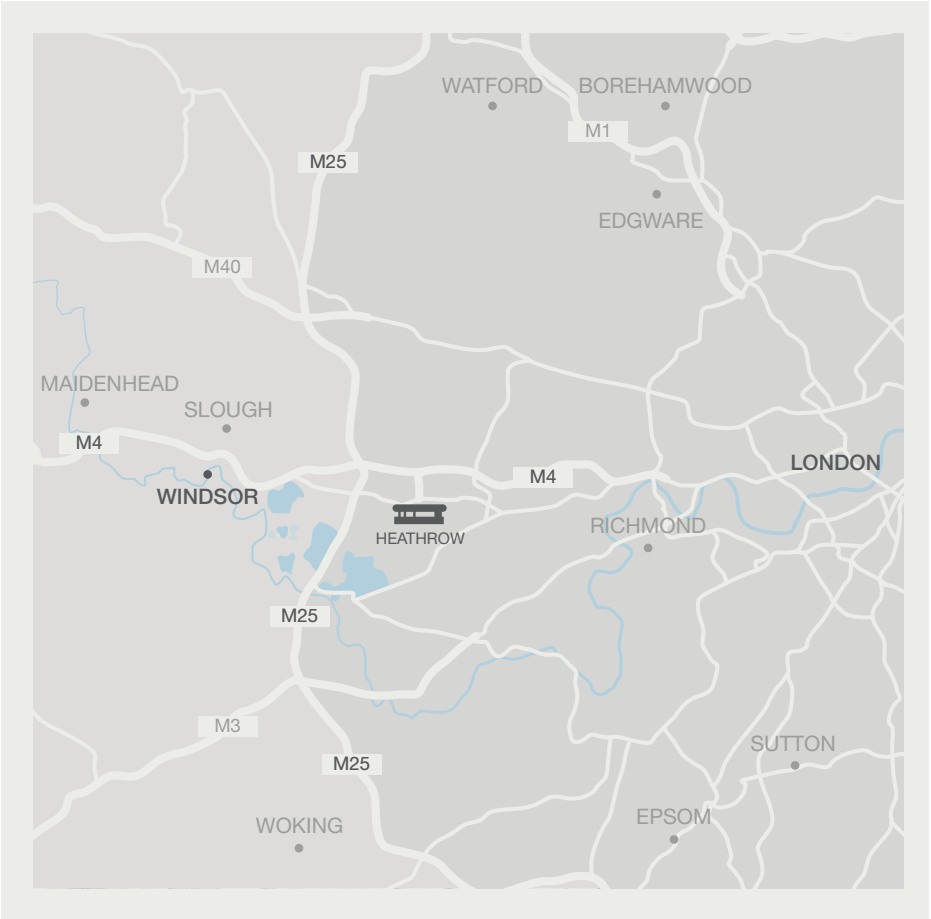 WATFORD
BOREHAMWOOD
M1
M25
EDGWARE
M40
MAIDENHEAD
SLOUGH
M4
LONDON
M4
WINDSOR
RICHMOND
HEATHROW
M25
M3
SUTTON
M25
EPSOM
WOKING